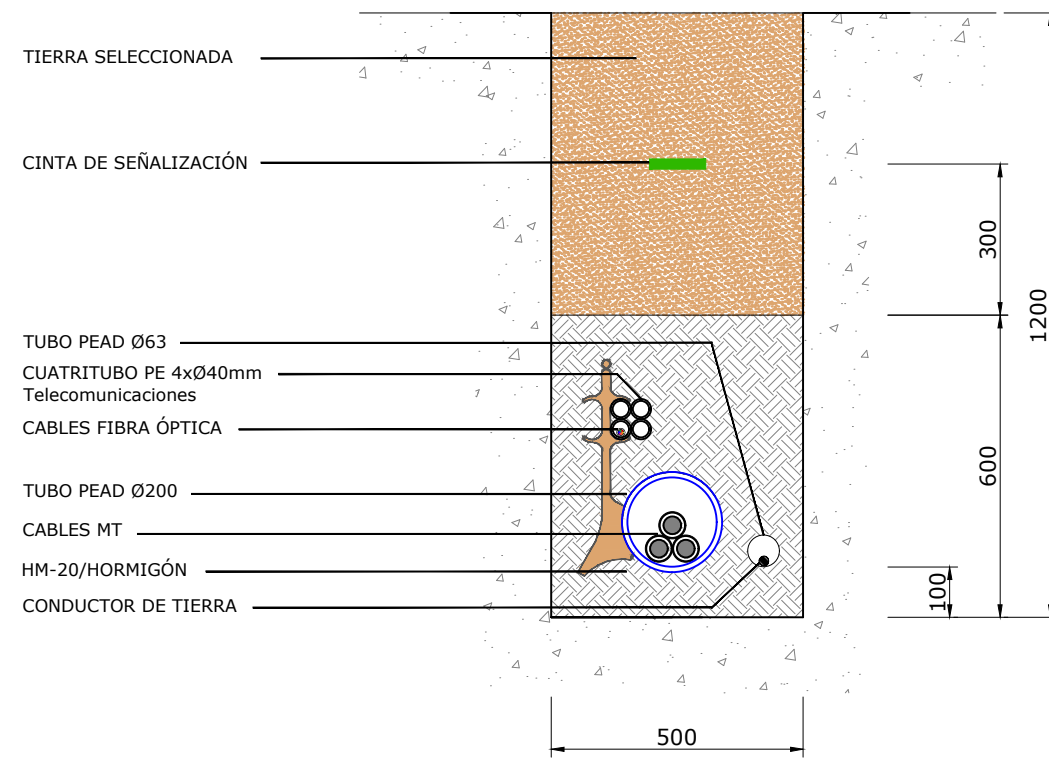 TIERRA SELECCIONADA
CINTA DE SEÑALIZACIÓN
TUBO PEAD Ø63
CUATRITUBO PE 4xØ40mm
Telecomunicaciones
CABLES FIBRA ÓPTICA
TUBO PEAD Ø200
CABLES MT
HM-20/HORMIGÓN
CONDUCTOR DE TIERRA
300
1200
600
100
500